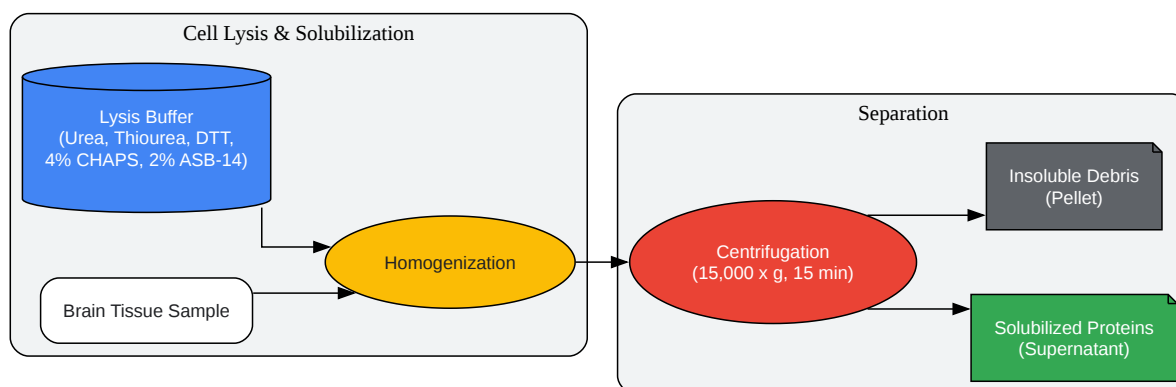 Cell Lysis & Solubilization
Lysis Buffer
(Urea, Thiourea, DTT,
4% CHAPS, 2% ASB-14)
Homogenization
Brain Tissue Sample
Separation
Centrifugation
(15,000 x g, 15 min)
Insoluble Debris
(Pellet)
Solubilized Proteins
(Supernatant)